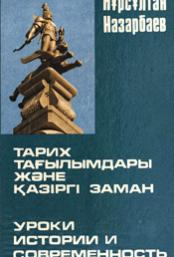 Нұрсұлтан
Назарбаев
ТАРИХ
ТАҒЫЛЫМДАРЫ
ЖӘНЕ
ҚАЗІРГІ ЗАМАН
УРОКИ
ИСТОРИИ И
СОВРЕМЕННОСТЬ